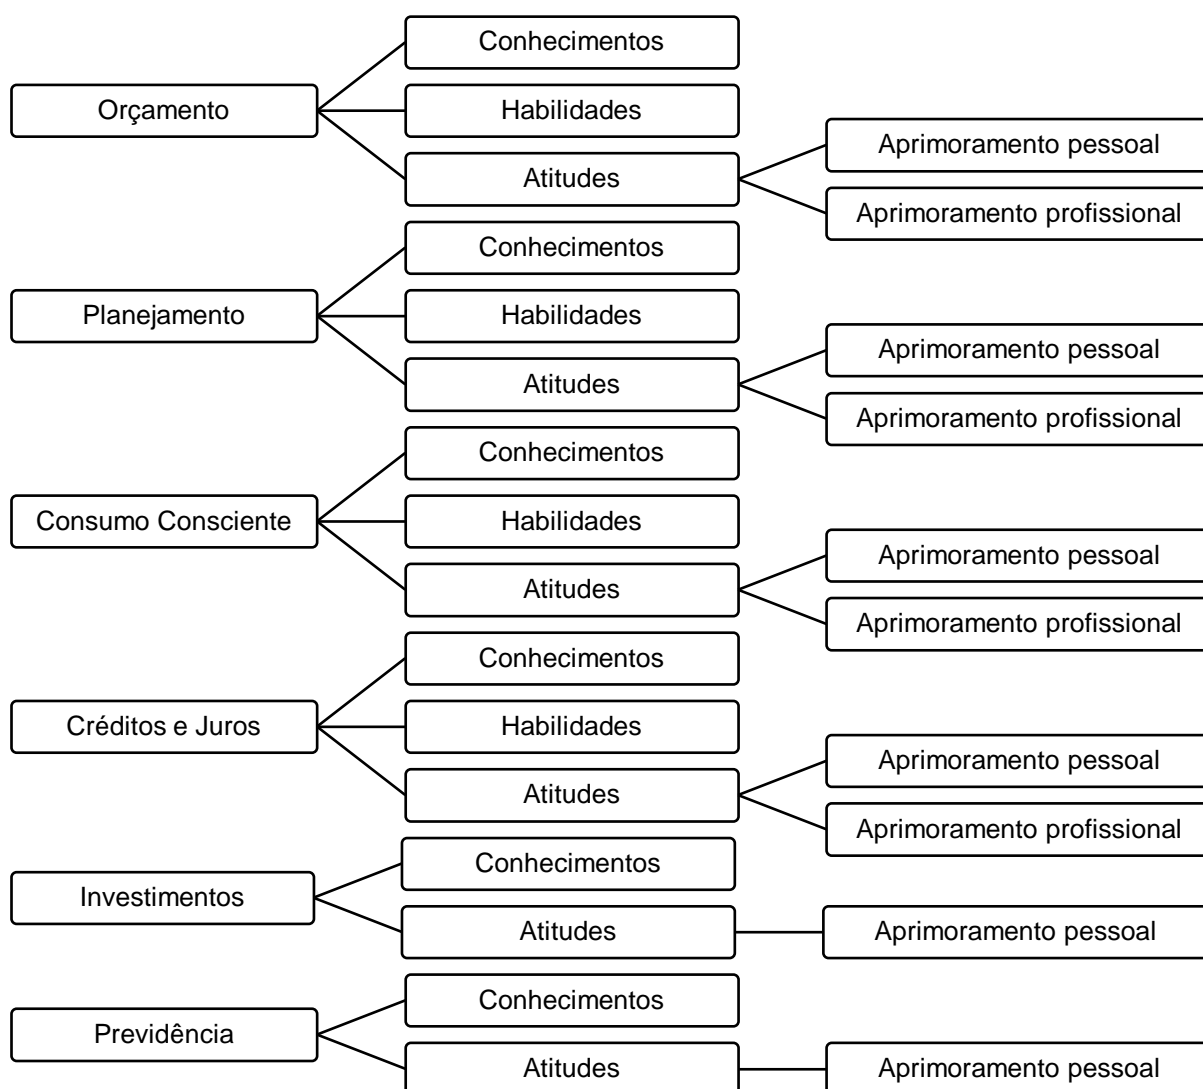 Orçamento
Conhecimentos
Habilidades
Atitudes
Aprimoramento pessoal
Aprimoramento profissional
Planejamento
Conhecimentos
Habilidades
Atitudes
Aprimoramento pessoal
Aprimoramento profissional
Consumo Consciente
Conhecimentos
Habilidades
Atitudes
Aprimoramento pessoal
Aprimoramento profissional
Créditos e Juros
Conhecimentos
Habilidades
Atitudes
Aprimoramento pessoal
Aprimoramento profissional
Investimentos
Conhecimentos
Atitudes
Aprimoramento pessoal
Previdência
Conhecimentos
Atitudes
Aprimoramento pessoal